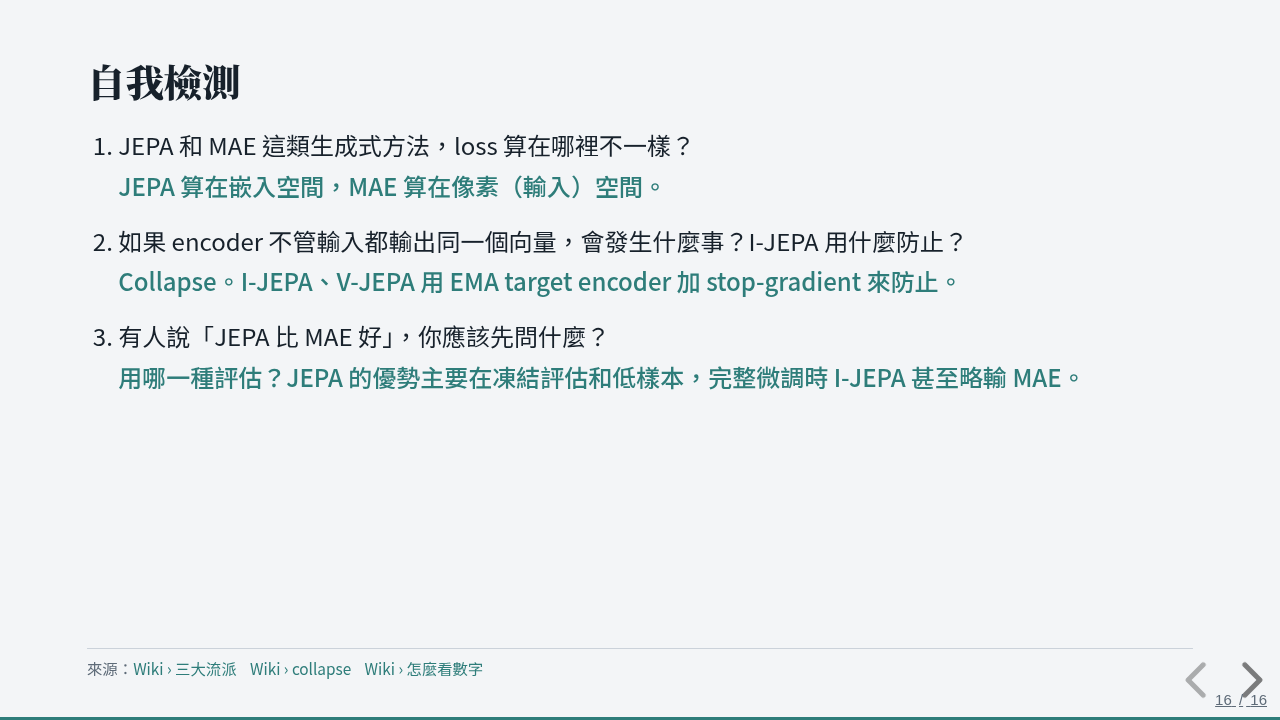 自我檢測
1. JEPA 和 MAE 這類生成式方法，loss 算在哪裡不一樣？
JEPA 算在嵌入空間，MAE 算在像素（輸入）空間。
2. 如果 encoder 不管輸入都輸出同一個向量，會發生什麼事？I-JEPA 用什麼防止？
Collapse。I-JEPA、V-JEPA 用 EMA target encoder 加 stop-gradient 來防止。
3. 有人說「JEPA 比 MAE 好」，你應該先問什麼？
用哪一種評估？JEPA 的優勢主要在凍結評估和低樣本，完整微調時 I-JEPA 甚至略輸 MAE。
來源：Wiki › 三大流派 Wiki › collapse Wiki › 怎麼看數字
16 / 16